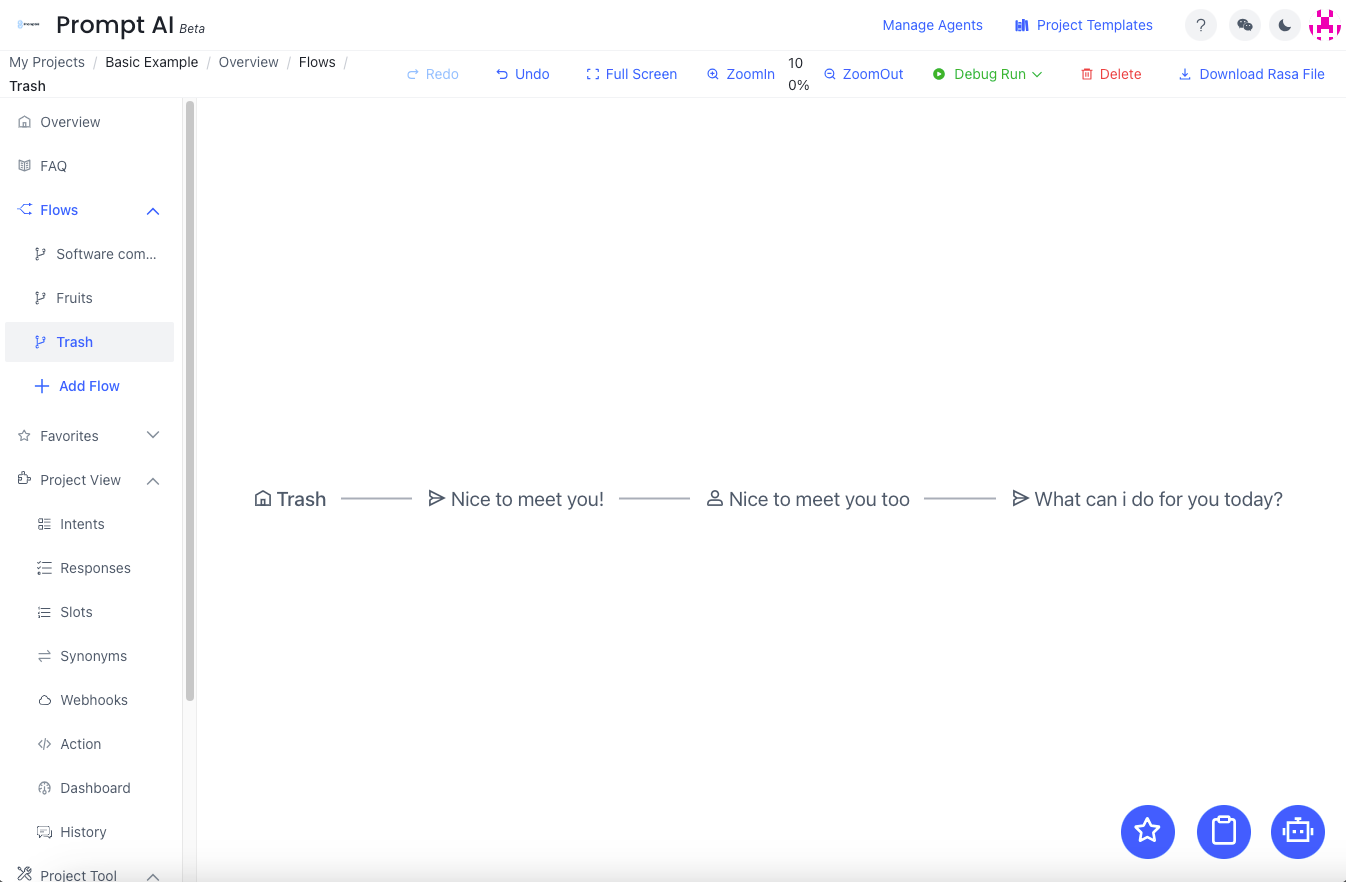 Prompt AI Beta
Manage Agents
Project Templates
?
My Projects / Basic Example / Overview / Flows /
Trash
Redo
Undo
Full Screen
ZoomIn
10
0%
ZoomOut
Debug Run
Delete
Download Rasa File
Overview
FAQ
Flows
Software com...
Fruits
Trash
Add Flow
Favorites
Project View
Intents
Responses
Slots
Synonyms
Webhooks
Action
Dashboard
History
Project Tool
Trash
Nice to meet you!
Nice to meet you too
What can i do for you today?